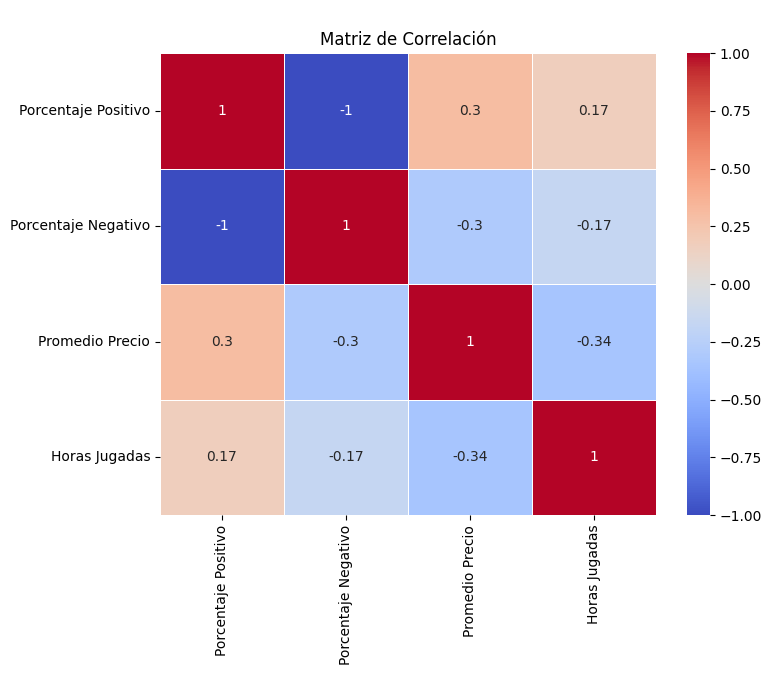 Matriz de Correlación
Porcentaje Positivo
1 -1 0.3 0.17
Porcentaje Negativo
-1 1 -0.3 -0.17
Promedio Precio
0.3 -0.3 1 -0.34
Horas Jugadas
0.17 -0.17 -0.34 1
Porcentaje Positivo
Porcentaje Negativo
Promedio Precio
Horas Jugadas
1.00
0.75
0.50
0.25
0.00
−0.25
−0.50
−0.75
−1.00